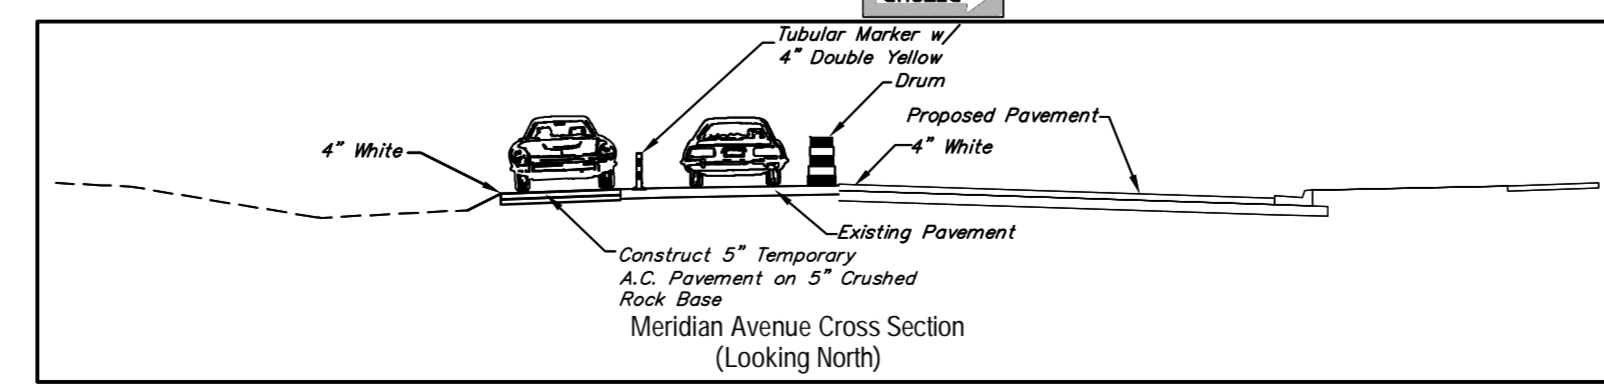 Tubular Marker w/
4" Double Yellow
Drum
Proposed Pavement
4" White
4" White
Existing Pavement
Construct 5" Temporary
A.C. Pavement on 5" Crushed
Rock Base
Meridian Avenue Cross Section
(Looking North)